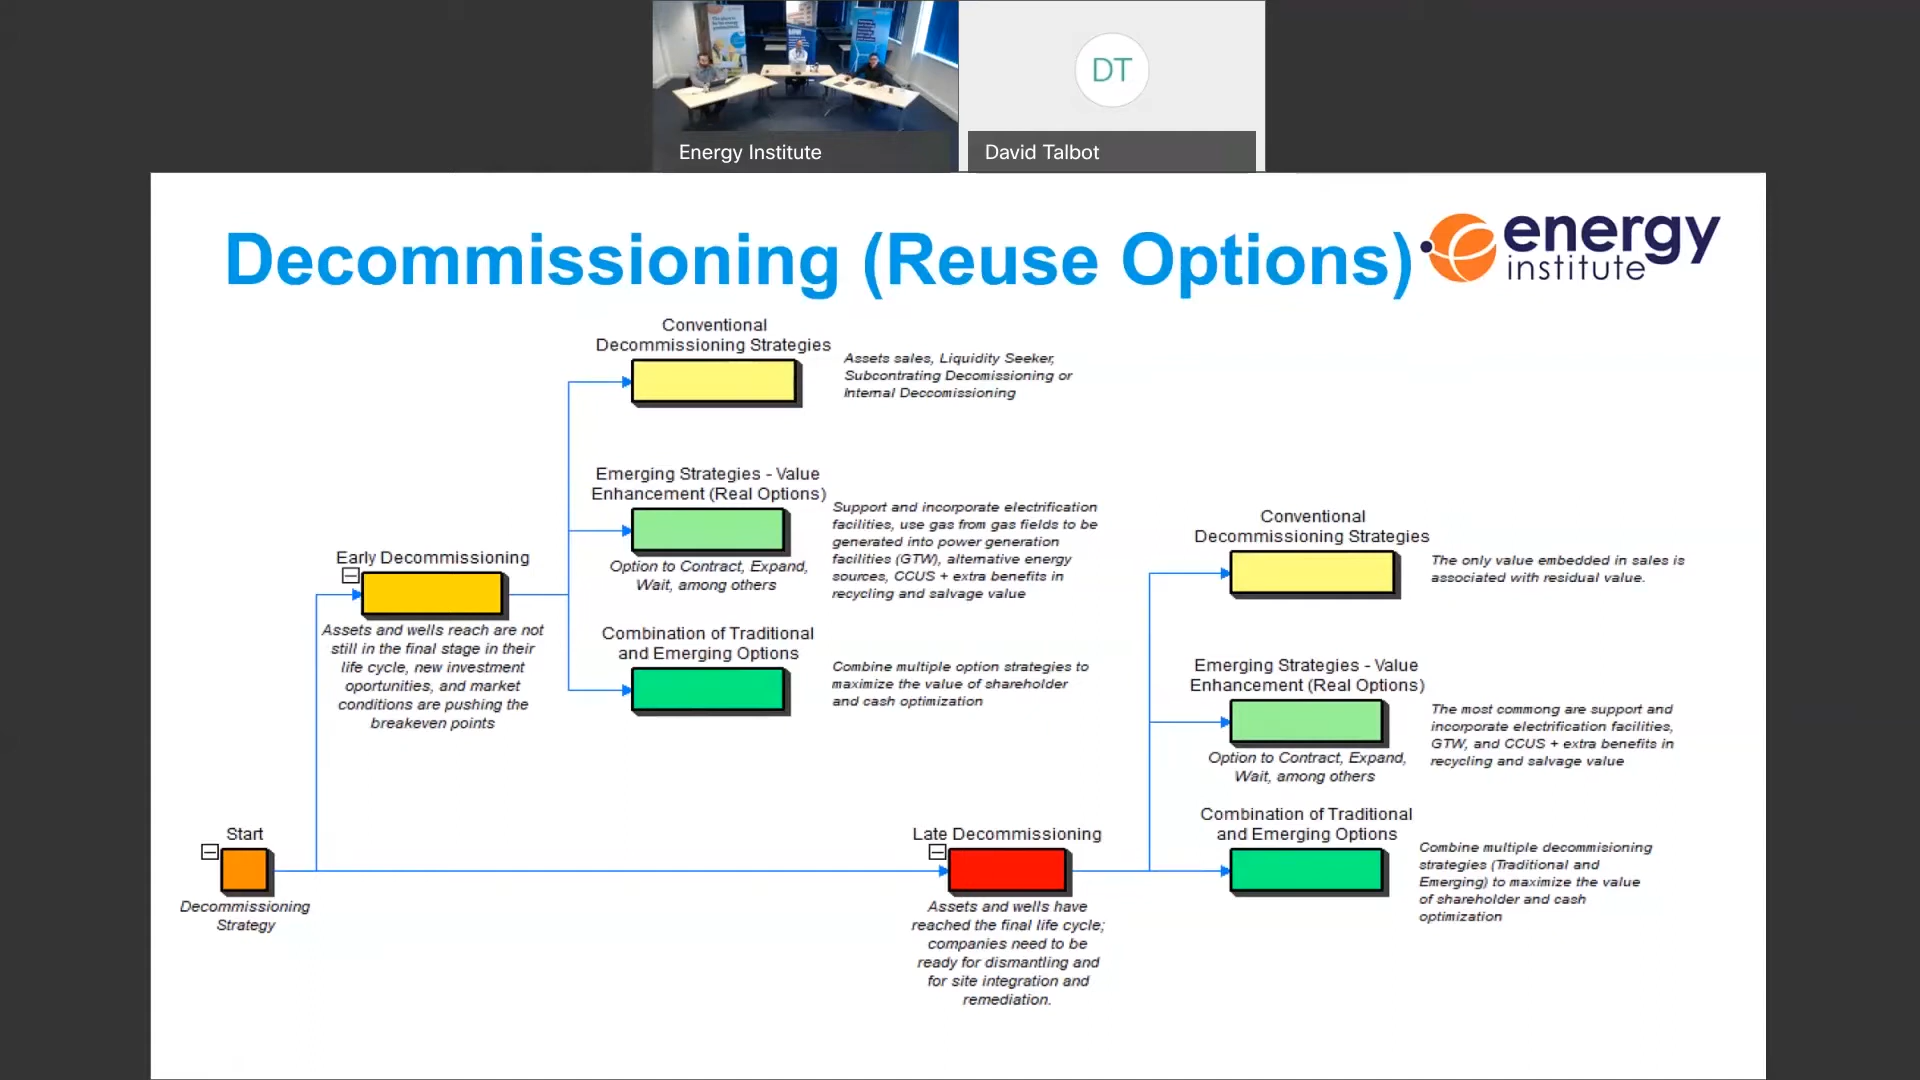 Energy Institute
DT
David Talbot
Decommissioning (Reuse Options)
energy
institute
Conventional
Decommissioning Strategies
Assets sales, Liquidity Seeker,
Subcontrating Decomissioning or
Internal Deccomissioning
Emerging Strategies - Value
Enhancement (Real Options)
Option to Contract, Expand,
Wait, among others
Support and incorporate electrification
facilities, use gas from gas fields to be
generated into power generation
facilities (GTW), alternative energy
sources, CCUS + extra benefits in
recycling and salvage value
Combination of Traditional
and Emerging Options
Combine multiple option strategies to
maximize the value of shareholder
and cash optimization
Early Decommissioning
Assets and wells reach are not
still in the final stage in their
life cycle, new investment
oportunities, and market
conditions are pushing the
breakeven points
Start
Decommissioning
Strategy
Late Decommissioning
Assets and wells have
reached the final life cycle;
companies need to be
ready for dismantling and
for site integration and
remediation.
Conventional
Decommissioning Strategies
The only value embedded in sales is
associated with residual value.
Emerging Strategies - Value
Enhancement (Real Options)
Option to Contract, Expand,
Wait, among others
The most commong are support and
incorporate electrification facilities,
GTW, and CCUS + extra benefits in
recycling and salvage value
Combination of Traditional
and Emerging Options
Combine multiple decommisioning
strategies (Traditional and
Emerging) to maximize the value
of shareholder and cash
optimization